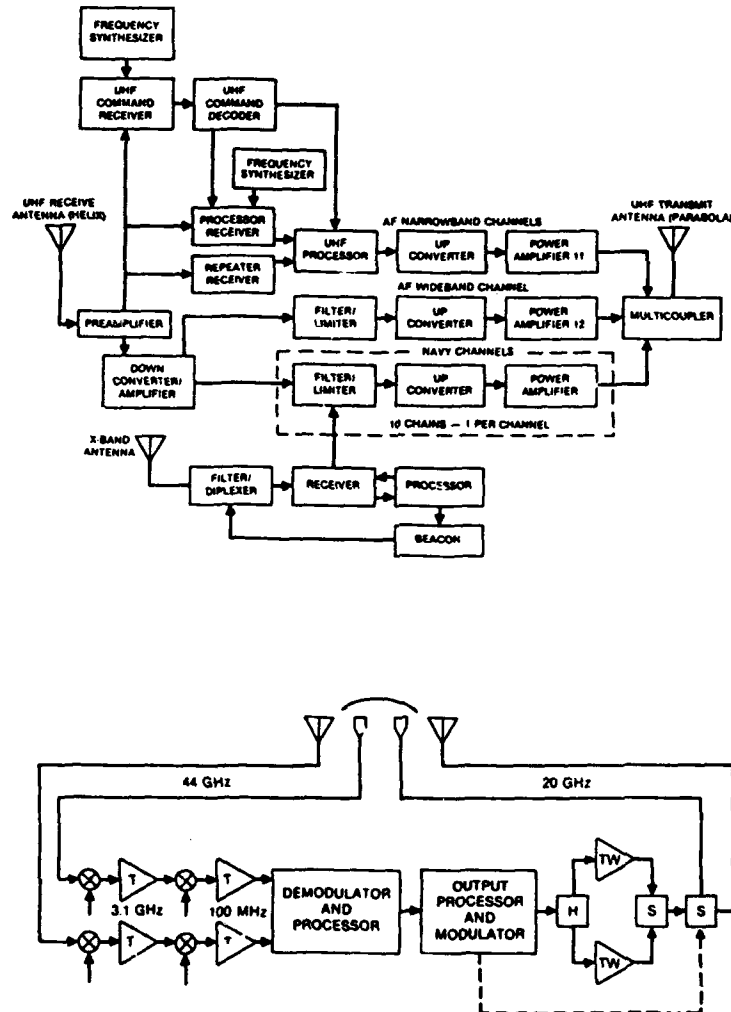 FREQUENCY
SYNTHESIZER
UHF
COMMAND
RECEIVER
UHF
COMMAND
DECODER
FREQUENCY
SYNTHESIZER
UHF RECEIVE
ANTENNA (HELIX)
PROCESSOR
RECEIVER
REPEATER
RECEIVER
UHF
PROCESSOR
AF NARROWBAND CHANNELS
UP
CONVERTER
POWER
AMPLIFIER 11
UHF TRANSMIT
ANTENNA (PARABOLA)
PREAMPLIFIER
DOWN
CONVERTER/
AMPLIFIER
AF WIDEBAND CHANNEL
FILTER/
LIMITER
UP
CONVERTER
POWER
AMPLIFIER 12
MULTICOUPLER
NAVY CHANNELS
FILTER/
LIMITER
UP
CONVERTER
POWER
AMPLIFIER
10 CHAINS — 1 PER CHANNEL
X-BAND
ANTENNA
FILTER/
DIPLEXER
RECEIVER
PROCESSOR
BEACON
44 GHz
20 GHz
T
T
3.1 GHz
100 MHz
T
T
DEMODULATOR
AND
PROCESSOR
OUTPUT
PROCESSOR
AND
MODULATOR
H
TW
TW
S
S